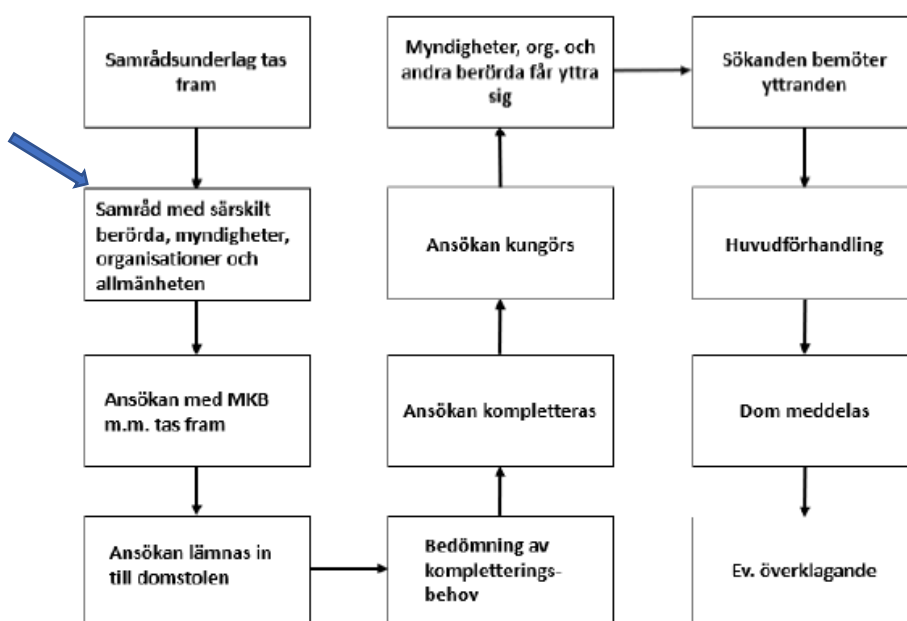 Samrådsunderlag tas
fram
Samråd med särskilt
berörda, myndigheter,
organisationer och
allmänheten
Ansökan med MKB
m.m. tas fram
Ansökan lämnas in
till domstolen
Bedömning av
kompletterings-
behov
Ansökan kompletteras
Ansökan kungörs
Myndigheter, org. och
andra berörda får yttra
sig
Sökanden bemöter
yttranden
Huvudförhandling
Dom meddelas
Ev. överklagande